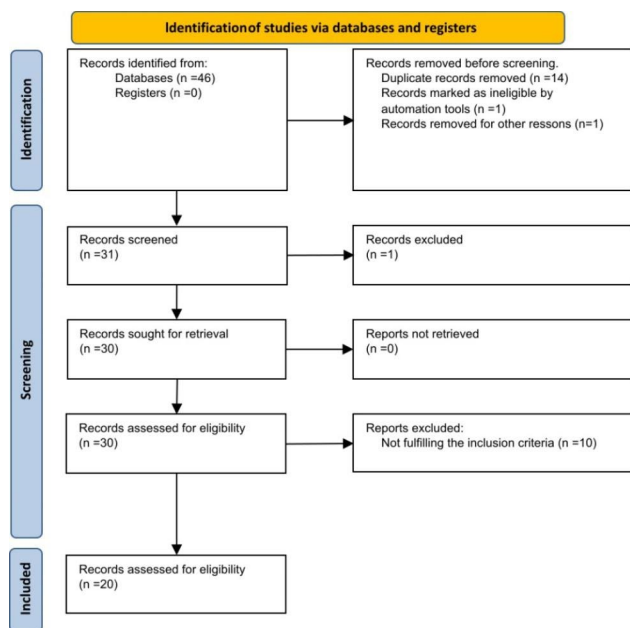 Identification of studies via databases and registers
Identification
Records identified from:
Databases (n =46)
Registers (n =0)
Records removed before screening.
Duplicate records removed (n =14)
Records marked as ineligible by
automation tools (n =1)
Records removed for other ressons (n=1)
Screening
Records screened
(n =31)
Records excluded
(n =1)
Records sought for retrieval
(n =30)
Reports not retrieved
(n =0)
Records assessed for eligibility
(n =30)
Reports excluded:
Not fulfilling the inclusion criteria (n =10)
Included
Records assessed for eligibility
(n =20)